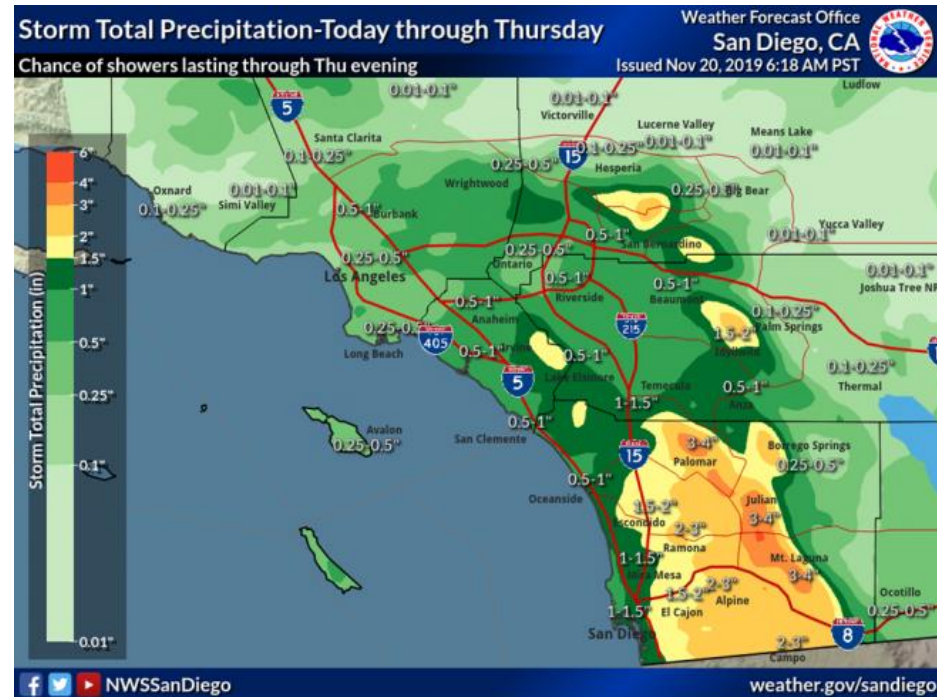 Storm Total Precipitation-Today through Thursday
Chance of showers lasting through Thu evening
Weather Forecast Office
San Diego, CA
Issued Nov 20, 2019 6:18 AM PST
NATIONAL WEATHER SERVICE
Storm Total Precipitation (in)
6"
4"
3"
2"
1.5"
1"
0.5"
0.25"
0.1"
0.01"
5
0.01-0.1"
Ludlow
0.01-0.1"
Victorville
Santa Clarita
0.1-0.25"
15
0.1-0.25"
Hesperia
Lucerne Valley
0.01-0.1"
Means Lake
0.01-0.1"
Oxnard
0.1-0.25"
0.01-0.1"
Simi Valley
Wrightwood
0.25-0.5"
0.25-0.5"
Big Bear
0.5-1"
Burbank
Yucca Valley
0.01-0.1"
0.25-0.5"
Los Angeles
0.25-0.5"
Ontario
0.5-1"
San Bernardino
0.01-0.1"
Joshua Tree NP
0.5-1"
Anaheim
0.5-1"
Riverside
0.5-1"
Beaumont
0.25-0.5"
Long Beach
405
215
0.1-0.25"
Palm Springs
1.5-2"
Idyllwild
0.5-1"
Irvine
0.5-1"
Lake Elsinore
5
0.1-0.25"
Thermal
Temecula
1-1.5"
0.5-1"
Anza
Avalon
0.25-0.5"
0.5-1"
San Clemente
15
3-4"
Palomar
Borrego Springs
0.25-0.5"
0.5-1"
Oceanside
1.5-2"
Escondido
Julian
3-4"
2-3"
Ramona
1-1.5"
Mira Mesa
Mt. Laguna
3-4"
1.5-2"
El Cajon
2-3"
Alpine
Ocotillo
0.25-0.5"
1-1.5"
San Diego
8
2-3"
Campo
NWSSanDiego
weather.gov/sandiego